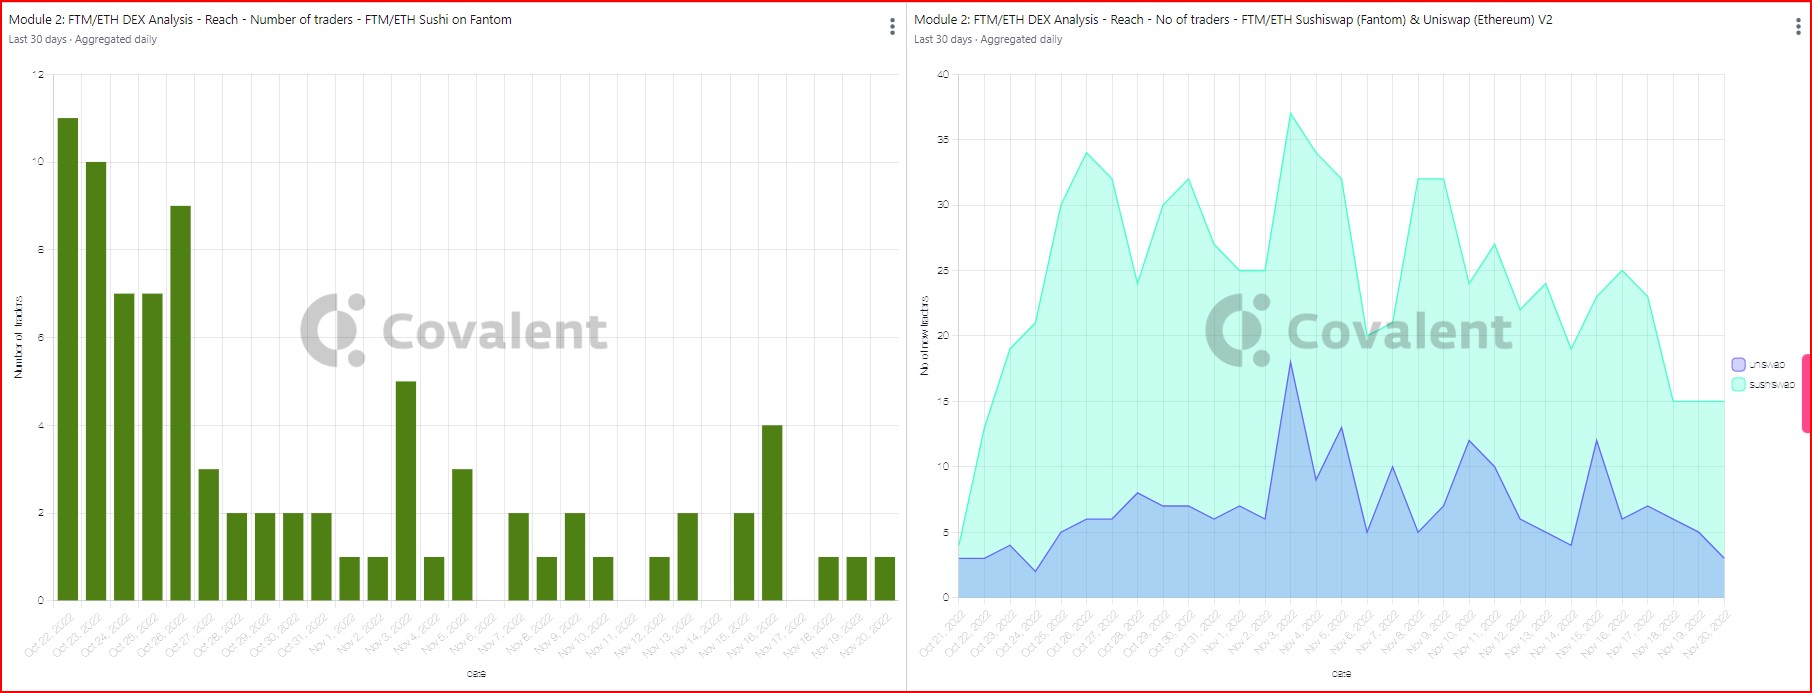 Module 2: FTM/ETH DEX Analysis - Reach - Number of traders - FTM/ETH Sushi on Fantom
Last 30 days · Aggregated daily
12
10
8
6
4
2
0
Number of traders
Covalent
Oct 22, 2022
Oct 23, 2022
Oct 24, 2022
Oct 25, 2022
Oct 26, 2022
Oct 27, 2022
Oct 28, 2022
Oct 29, 2022
Oct 30, 2022
Oct 31, 2022
Nov 1, 2022
Nov 2, 2022
Nov 3, 2022
Nov 4, 2022
Nov 5, 2022
Nov 6, 2022
Nov 7, 2022
Nov 8, 2022
Nov 9, 2022
Nov 10, 2022
Nov 11, 2022
Nov 12, 2022
Nov 13, 2022
Nov 14, 2022
Nov 15, 2022
Nov 16, 2022
Nov 17, 2022
Nov 18, 2022
Nov 19, 2022
Nov 20, 2022
date
Module 2: FTM/ETH DEX Analysis - Reach - No of traders - FTM/ETH Sushiswap (Fantom) & Uniswap (Ethereum) V2
Last 30 days · Aggregated daily
40
35
30
25
20
15
10
5
0
No of new traders
Covalent
uniswap
sushiswap
Oct 21, 2022
Oct 22, 2022
Oct 23, 2022
Oct 24, 2022
Oct 25, 2022
Oct 26, 2022
Oct 27, 2022
Oct 28, 2022
Oct 29, 2022
Oct 30, 2022
Oct 31, 2022
Nov 1, 2022
Nov 2, 2022
Nov 3, 2022
Nov 4, 2022
Nov 5, 2022
Nov 6, 2022
Nov 7, 2022
Nov 8, 2022
Nov 9, 2022
Nov 10, 2022
Nov 11, 2022
Nov 12, 2022
Nov 13, 2022
Nov 14, 2022
Nov 15, 2022
Nov 16, 2022
Nov 17, 2022
Nov 18, 2022
Nov 19, 2022
Nov 20, 2022
date